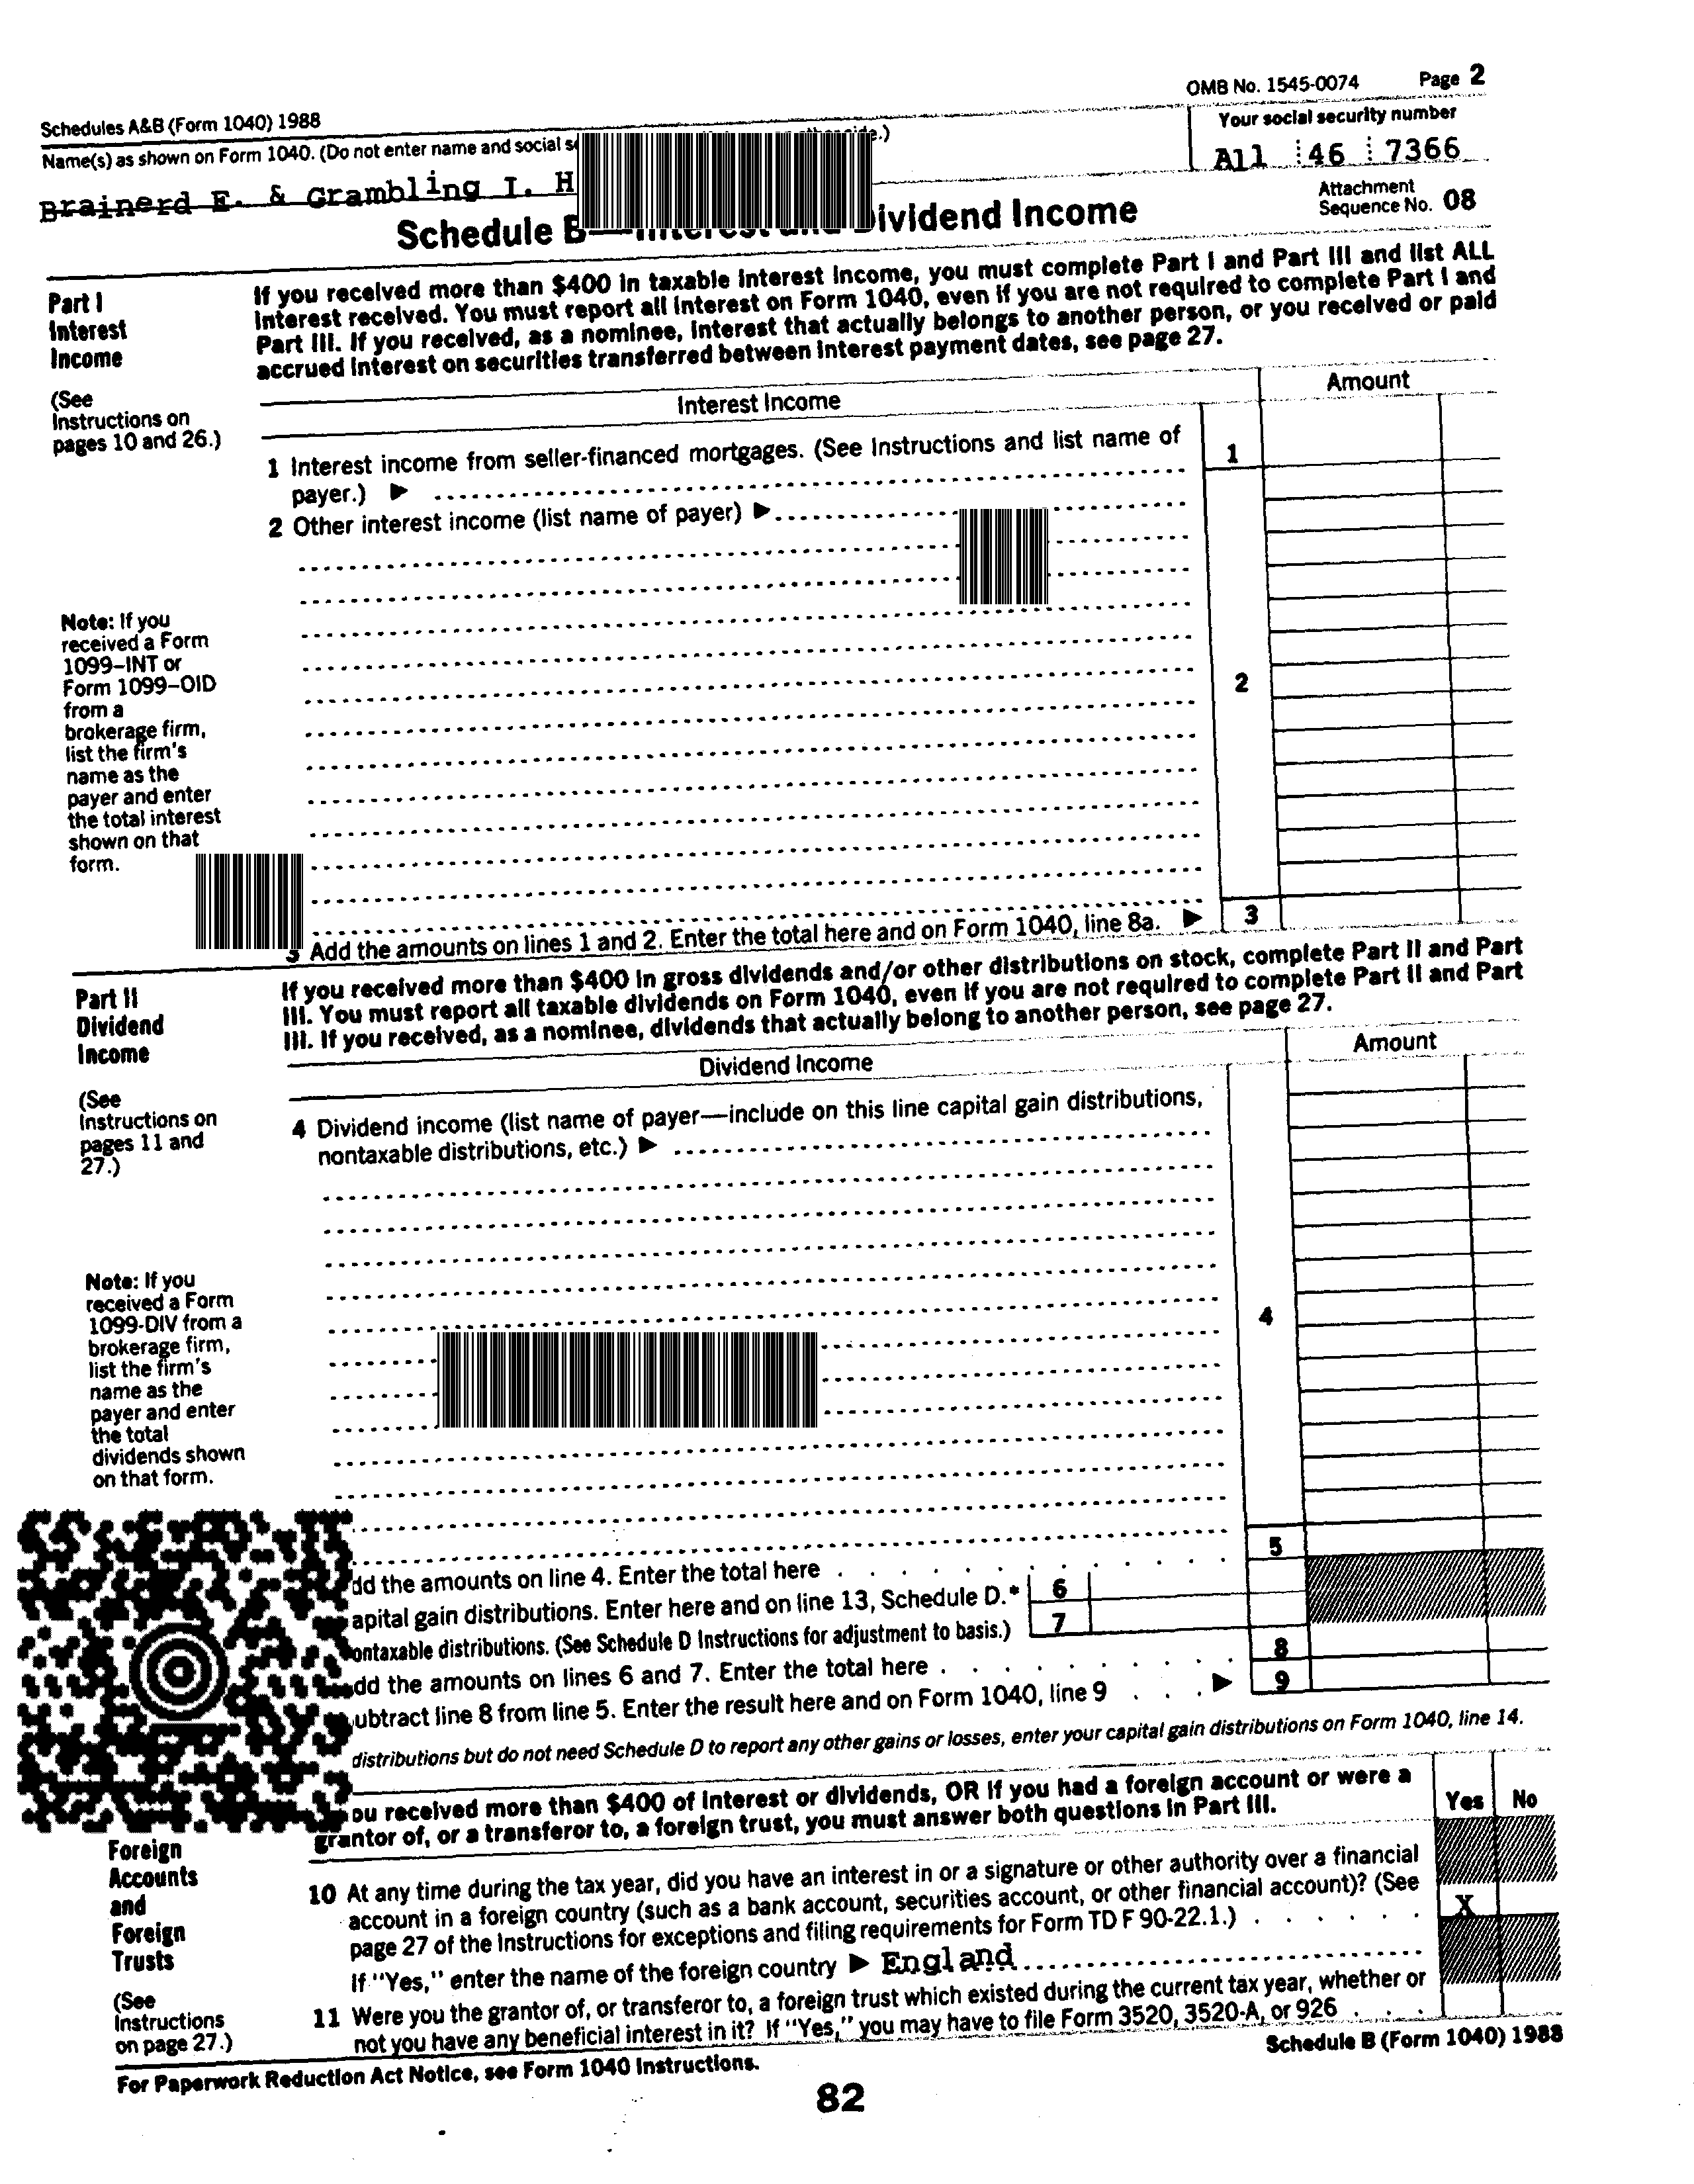 OMB No. 1545-0074 Page 2
Schedules A&B (Form 1040) 1988
Name(s) as shown on Form 1040. (Do not enter name and social
Your social security number
Brainerd E. & Grambling I. H
All 46 7366
Schedule B—Interest and Dividend Income
Attachment
Sequence No. 08
Part I
Interest
Income
(See
Instructions on
pages 10 and 26.)
If you received more than $400 in taxable interest income, you must complete Part I and Part III and list ALL
interest received. You must report all interest on Form 1040, even if you are not required to complete Part I and
Part III. If you received, as a nominee, interest that actually belongs to another person, or you received or paid
accrued interest on securities transferred between interest payment dates, see page 27.
Interest Income
Amount
1 Interest income from seller-financed mortgages. (See Instructions and list name of
payer.) ▶
1
2 Other interest income (list name of payer) ▶
2
Note: If you
received a Form
1099-INT or
Form 1099-OID
from a
brokerage firm,
list the firm's
name as the
payer and enter
the total interest
shown on that
form.
3 Add the amounts on lines 1 and 2. Enter the total here and on Form 1040, line 8a. ▶ 3
Part II
Dividend
Income
(See
Instructions on
pages 11 and
27.)
If you received more than $400 in gross dividends and/or other distributions on stock, complete Part II and Part
III. You must report all taxable dividends on Form 1040, even if you are not required to complete Part II and Part
III. If you received, as a nominee, dividends that actually belong to another person, see page 27.
Dividend Income
Amount
4 Dividend income (list name of payer—include on this line capital gain distributions,
nontaxable distributions, etc.) ▶
4
Note: If you
received a Form
1099-DIV from a
brokerage firm,
list the firm's
name as the
payer and enter
the total
dividends shown
on that form.
dd the amounts on line 4. Enter the total here 5
apital gain distributions. Enter here and on line 13, Schedule D.* 6
ontaxable distributions. (See Schedule D Instructions for adjustment to basis.) 7
dd the amounts on lines 6 and 7. Enter the total here 8
ubtract line 8 from line 5. Enter the result here and on Form 1040, line 9 ▶ 9
distributions but do not need Schedule D to report any other gains or losses, enter your capital gain distributions on Form 1040, line 14.
Foreign
Accounts
and
Foreign
Trusts
(See
Instructions
on page 27.)
ou received more than $400 of interest or dividends, OR if you had a foreign account or were a
grantor of, or a transferor to, a foreign trust, you must answer both questions in Part III.
Yes No
10 At any time during the tax year, did you have an interest in or a signature or other authority over a financial
account in a foreign country (such as a bank account, securities account, or other financial account)? (See
page 27 of the Instructions for exceptions and filing requirements for Form TD F 90-22.1.) X
If "Yes," enter the name of the foreign country ▶ England
11 Were you the grantor of, or transferor to, a foreign trust which existed during the current tax year, whether or
not you have any beneficial interest in it? If "Yes," you may have to file Form 3520, 3520-A, or 926
For Paperwork Reduction Act Notice, see Form 1040 Instructions.
Schedule B (Form 1040) 1988
82